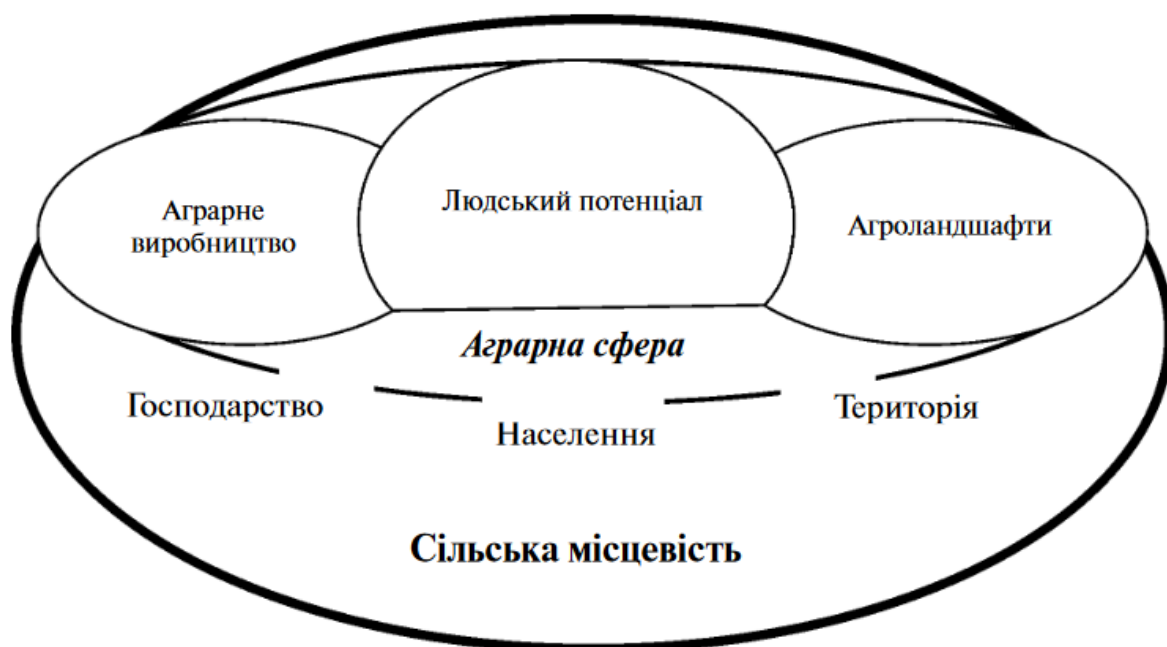 Людський потенціал
Аграрне
виробництво
Агроландшафти
Аграрна сфера
Господарство
Територія
Населення
Сільська місцевість